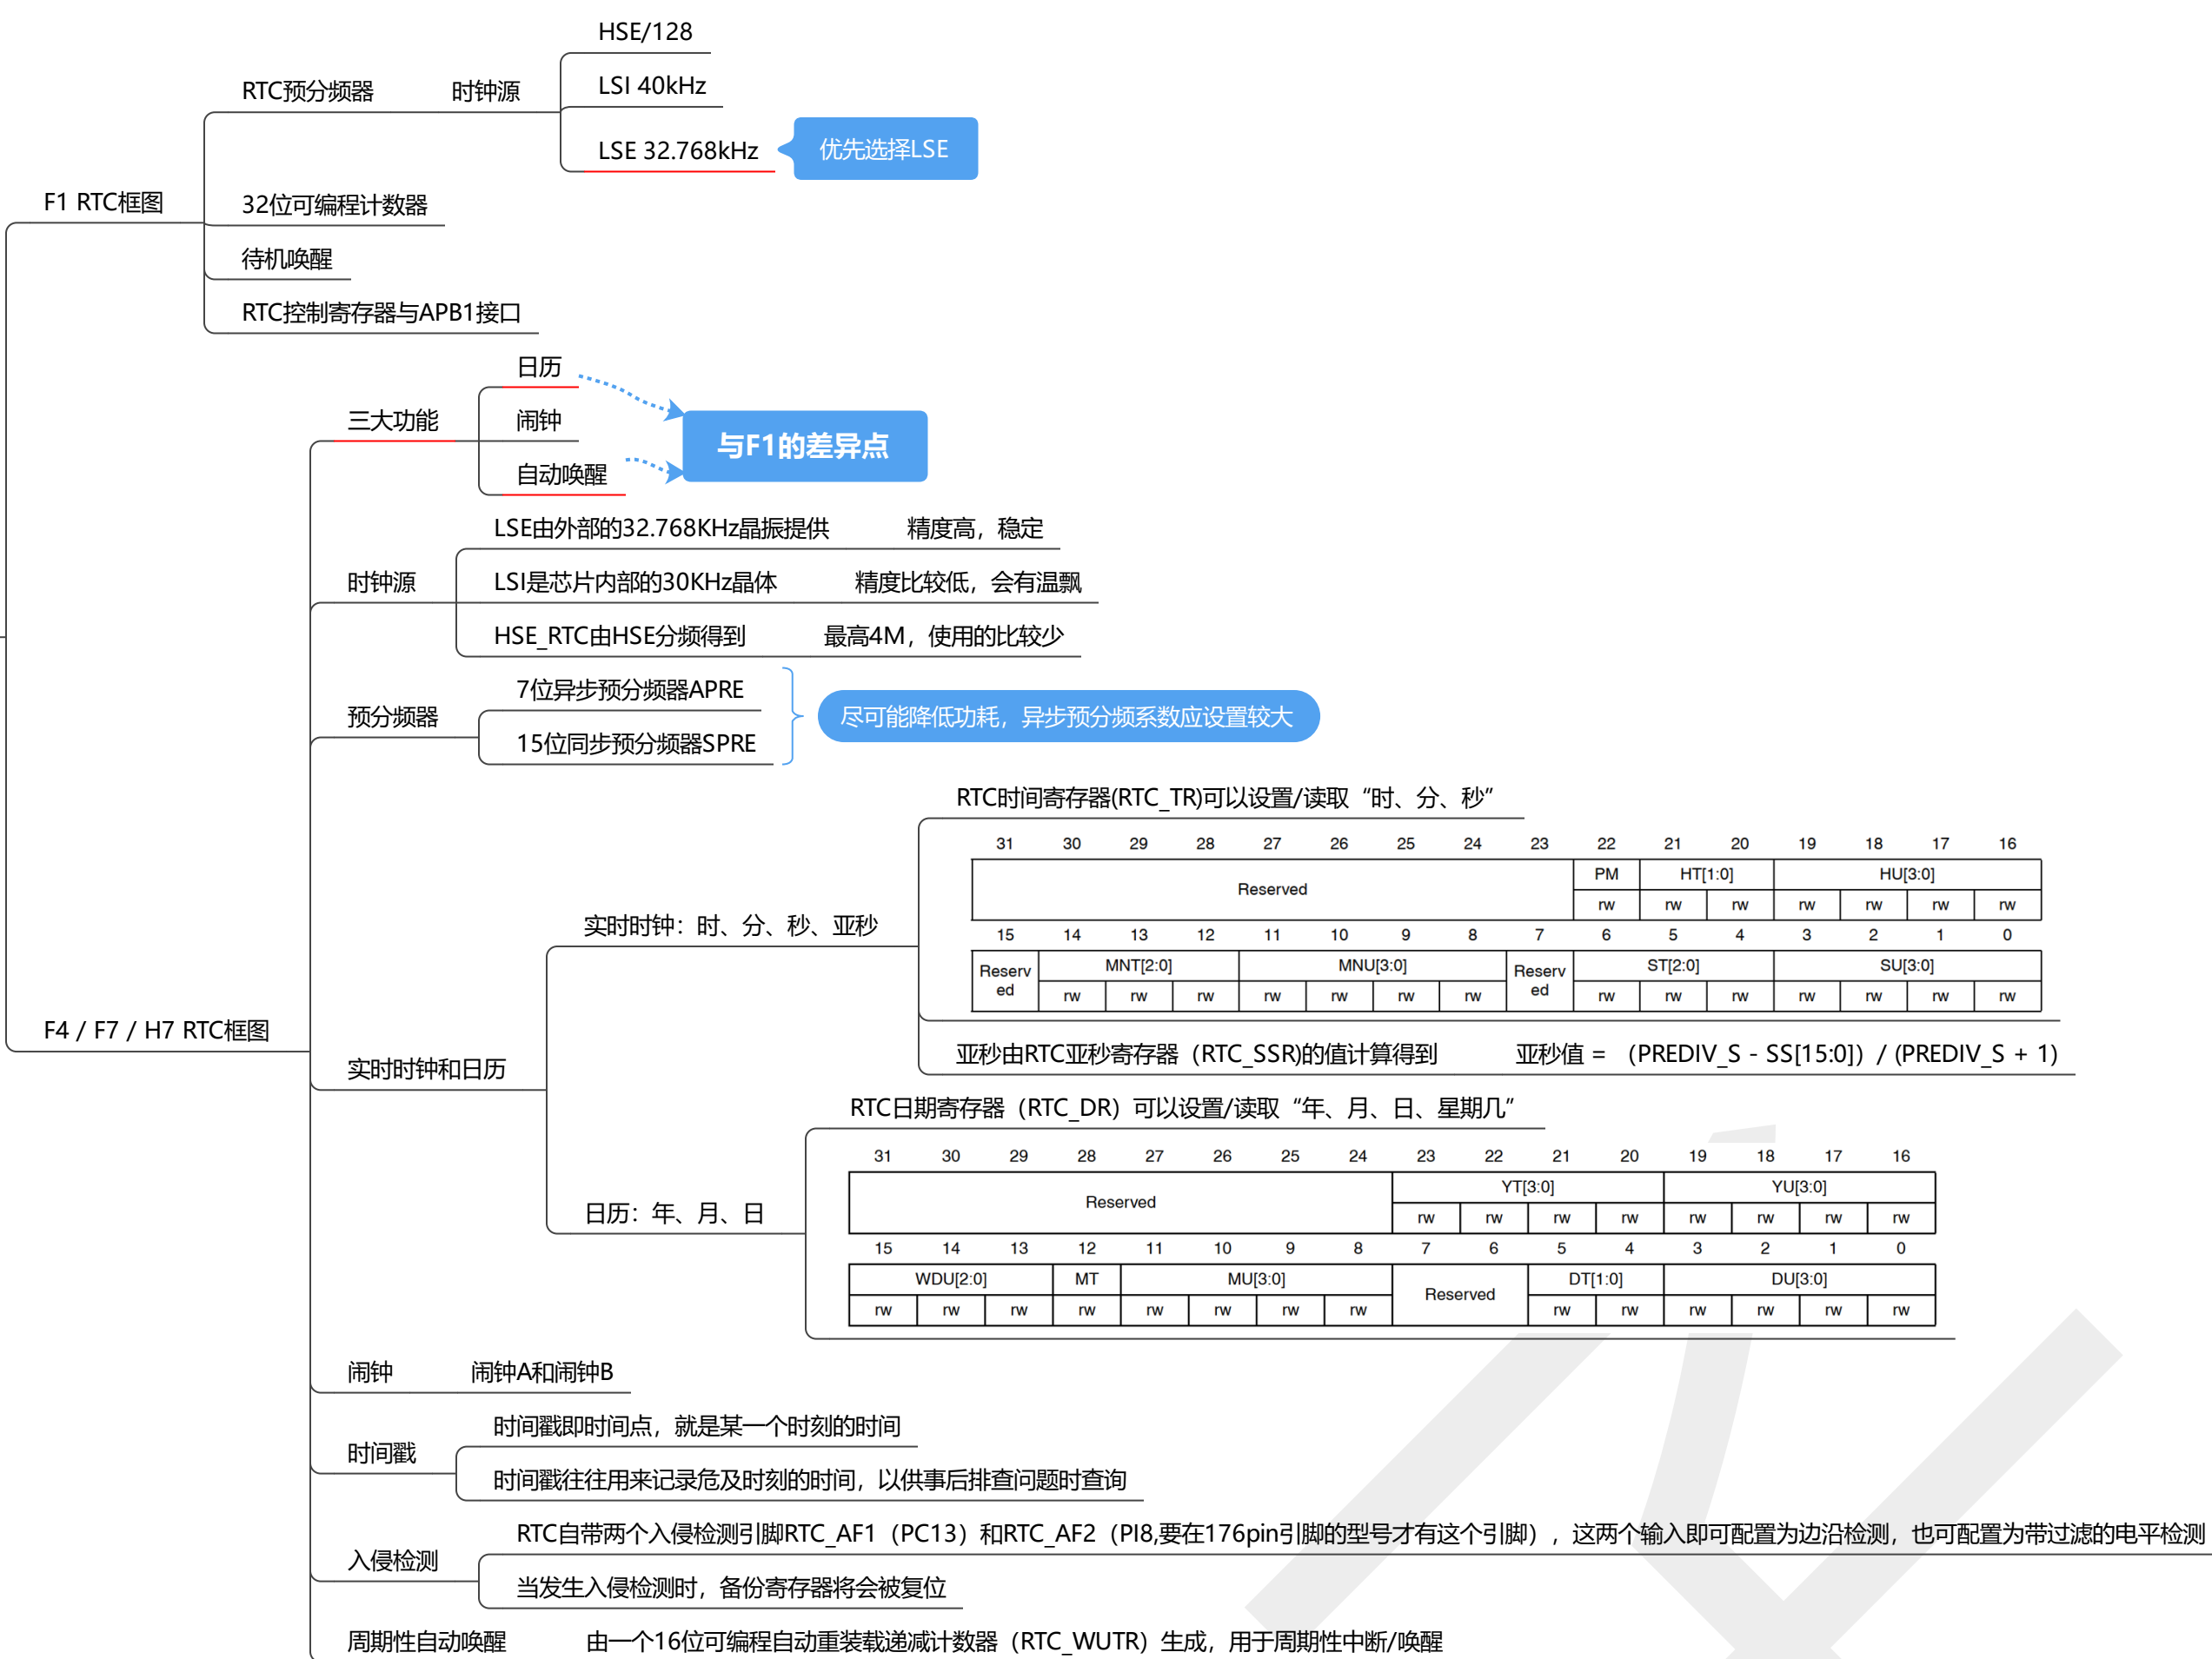 HSE/128
RTC预分频器 时钟源
LSI 40kHz
LSE 32.768kHz 优先选择LSE
F1 RTC框图
32位可编程计数器
待机唤醒
RTC控制寄存器与APB1接口
三大功能
日历
闹钟
自动唤醒
与F1的差异点
时钟源
LSE由外部的32.768KHz晶振提供 精度高，稳定
LSI是芯片内部的30KHz晶体 精度比较低，会有温飘
HSE_RTC由HSE分频得到 最高4M，使用的比较少
预分频器
7位异步预分频器APRE
15位同步预分频器SPRE
尽可能降低功耗，异步预分频系数应设置较大
F4 / F7 / H7 RTC框图
实时时钟和日历
实时时钟：时、分、秒、亚秒
RTC时间寄存器(RTC_TR)可以设置/读取“时、分、秒”
31 30 29 28 27 26 25 24 23 22 21 20 19 18 17 16
Reserved PM HT[1:0] HU[3:0]
rw rw rw rw rw rw rw
15 14 13 12 11 10 9 8 7 6 5 4 3 2 1 0
Reserv ed MNT[2:0] MNU[3:0] Reserv ed ST[2:0] SU[3:0]
rw rw rw rw rw rw rw rw rw rw rw rw rw rw
亚秒由RTC亚秒寄存器（RTC_SSR)的值计算得到 亚秒值 = （PREDIV_S - SS[15:0]）/ (PREDIV_S + 1)
日历：年、月、日
RTC日期寄存器（RTC_DR）可以设置/读取“年、月、日、星期几”
31 30 29 28 27 26 25 24 23 22 21 20 19 18 17 16
Reserved YT[3:0] YU[3:0]
rw rw rw rw rw rw rw rw
15 14 13 12 11 10 9 8 7 6 5 4 3 2 1 0
WDU[2:0] MT MU[3:0] Reserved DT[1:0] DU[3:0]
rw rw rw rw rw rw rw rw rw rw rw rw rw rw
闹钟 闹钟A和闹钟B
时间戳
时间戳即时间点，就是某一个时刻的时间
时间戳往往用来记录危及时刻的时间，以供事后排查问题时查询
入侵检测
RTC自带两个入侵检测引脚RTC_AF1（PC13）和RTC_AF2（PI8,要在176pin引脚的型号才有这个引脚），这两个输入即可配置为边沿检测，也可配置为带过滤的电平检测
当发生入侵检测时，备份寄存器将会被复位
周期性自动唤醒 由一个16位可编程自动重装载递减计数器（RTC_WUTR）生成，用于周期性中断/唤醒